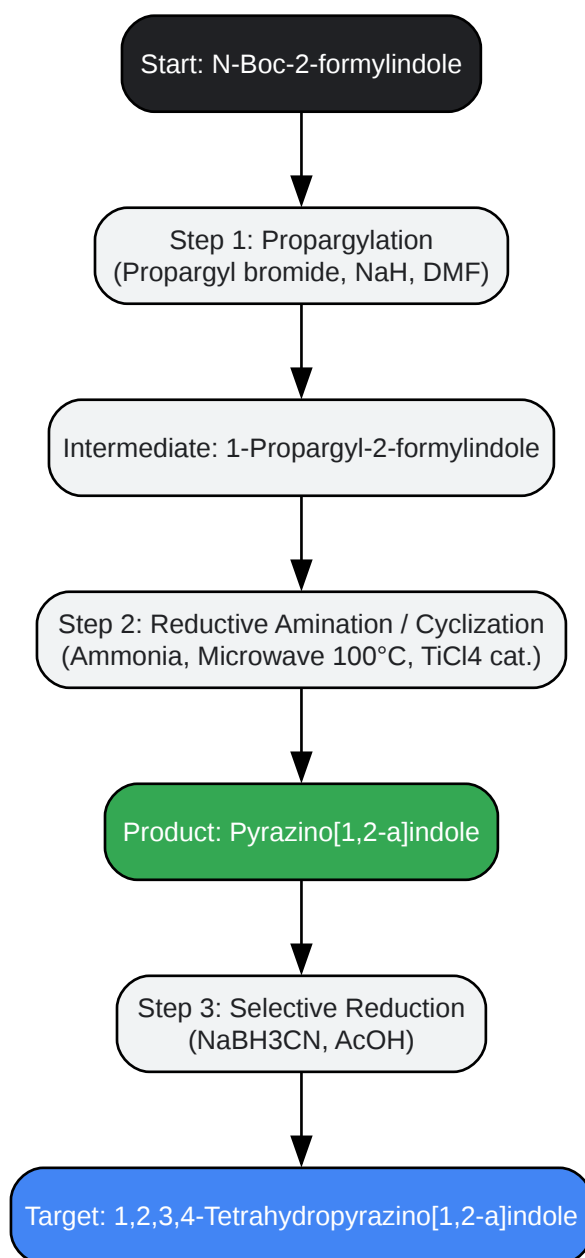 Start: N-Boc-2-formylindole
Step 1: Propargylation
(Propargyl bromide, NaH, DMF)
Intermediate: 1-Propargyl-2-formylindole
Step 2: Reductive Amination / Cyclization
(Ammonia, Microwave 100°C, TiCl4 cat.)
Product: Pyrazino[1,2-a]indole
Step 3: Selective Reduction
(NaBH3CN, AcOH)
Target: 1,2,3,4-Tetrahydropyrazino[1,2-a]indole